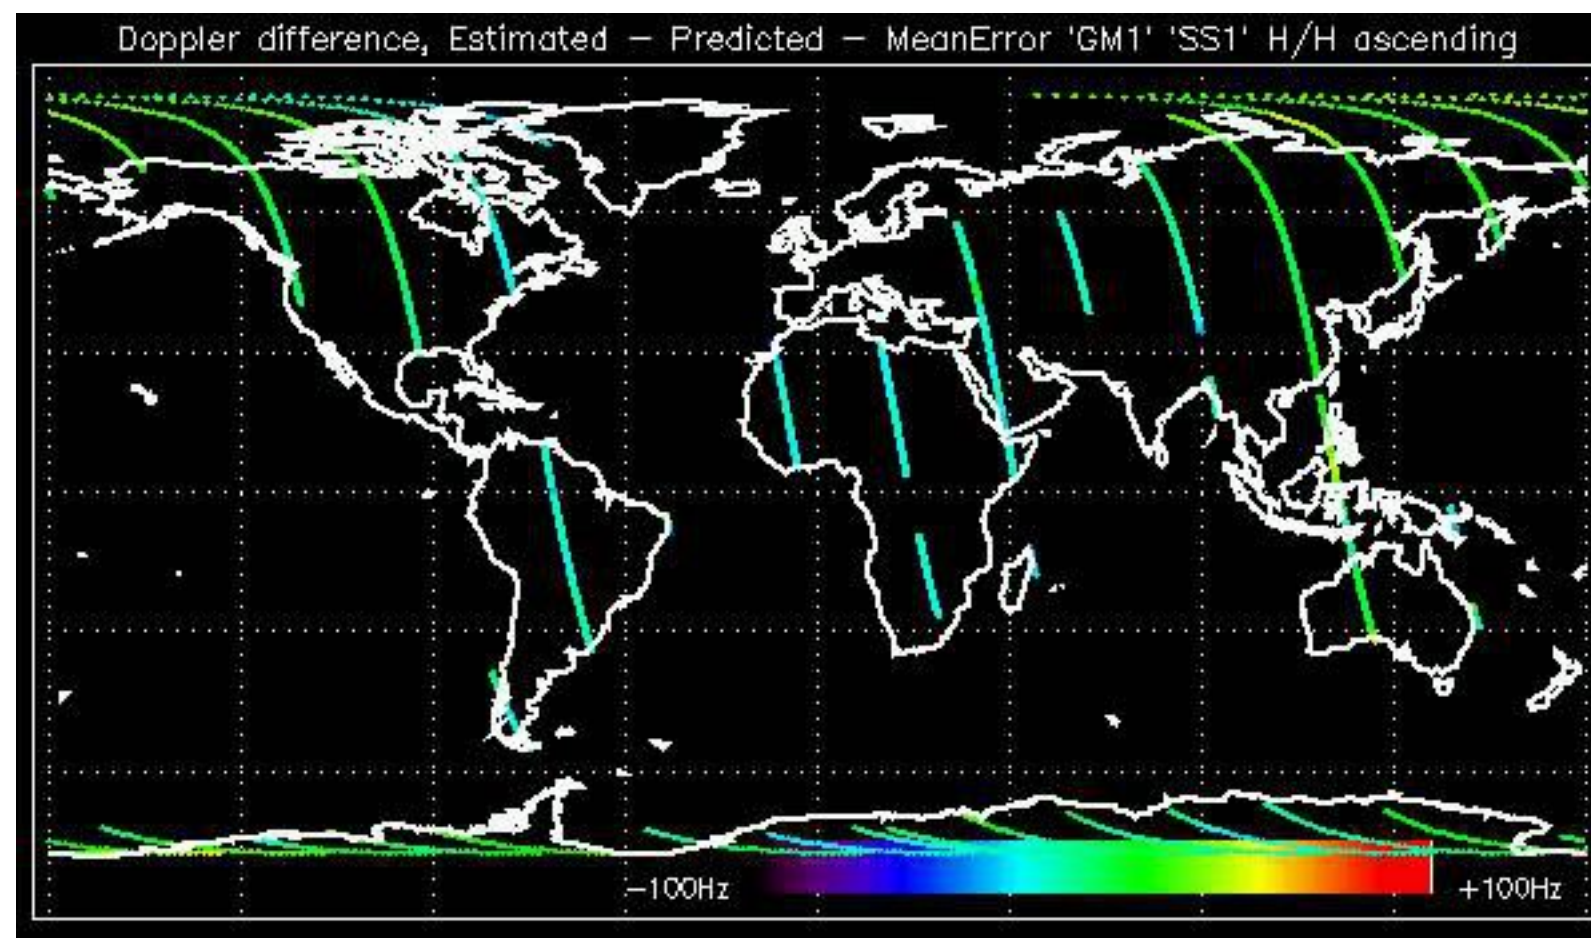 Doppler difference, Estimated – Predicted – MeanError 'GM1' 'SS1' H/H ascending
–100Hz
+100Hz